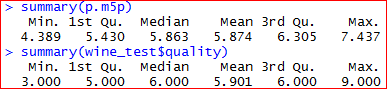 > summary(p.m5p)
   Min. 1st Qu.  Median    Mean 3rd Qu.    Max.
  4.389   5.430   5.863   5.874   6.305   7.437
> summary(wine_test$quality)
   Min. 1st Qu.  Median    Mean 3rd Qu.    Max.
  3.000   5.000   6.000   5.901   6.000   9.000